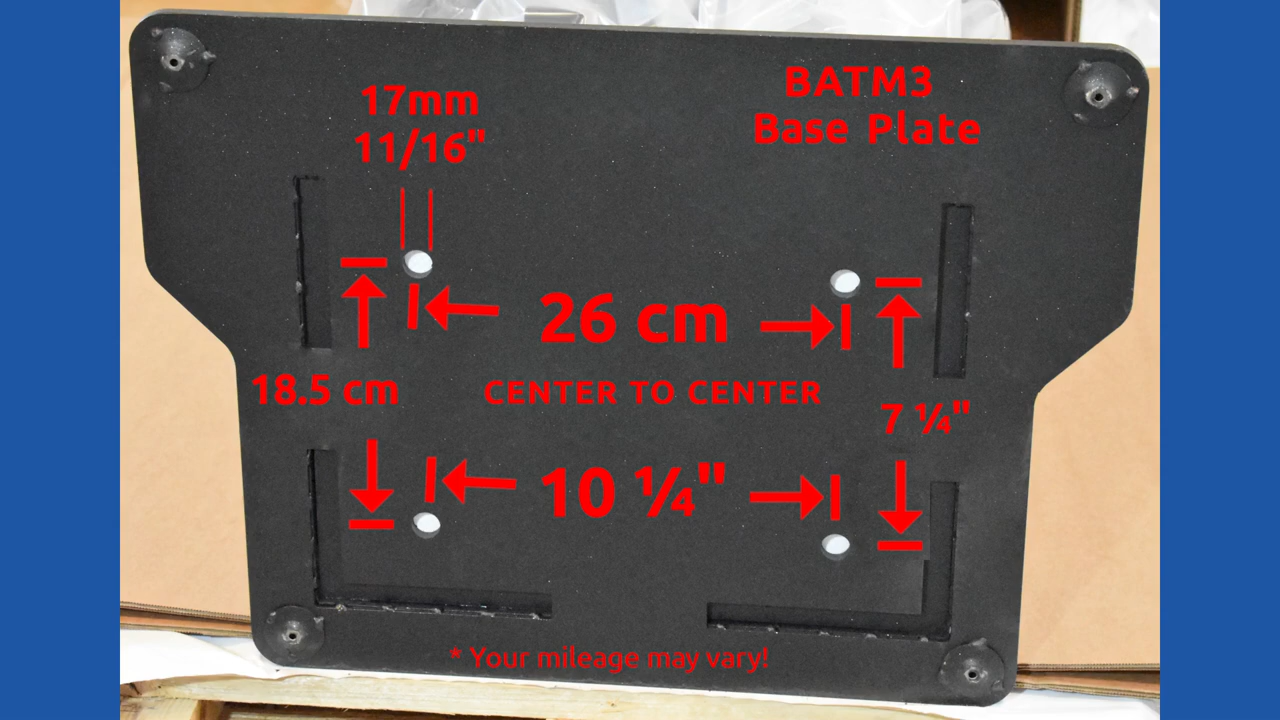 BATM3
Base Plate
17mm
11/16"
26 cm
18.5 cm
CENTER TO CENTER
7 ¼"
10 ¼"
* Your mileage may vary!